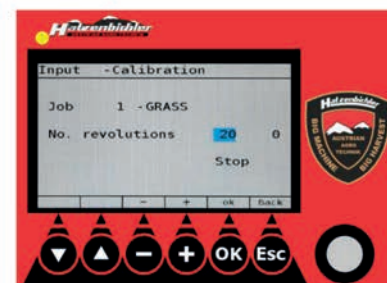 Hatzenbichler
Input -Calibration
Job 1 -GRASS
No. revolutions 20 0
Stop
- + ok back
OK Esc
Hatzenbichler
AUSTRIAN
AGRO
TECHNIK
BIG MACHINE
BIG HARVEST